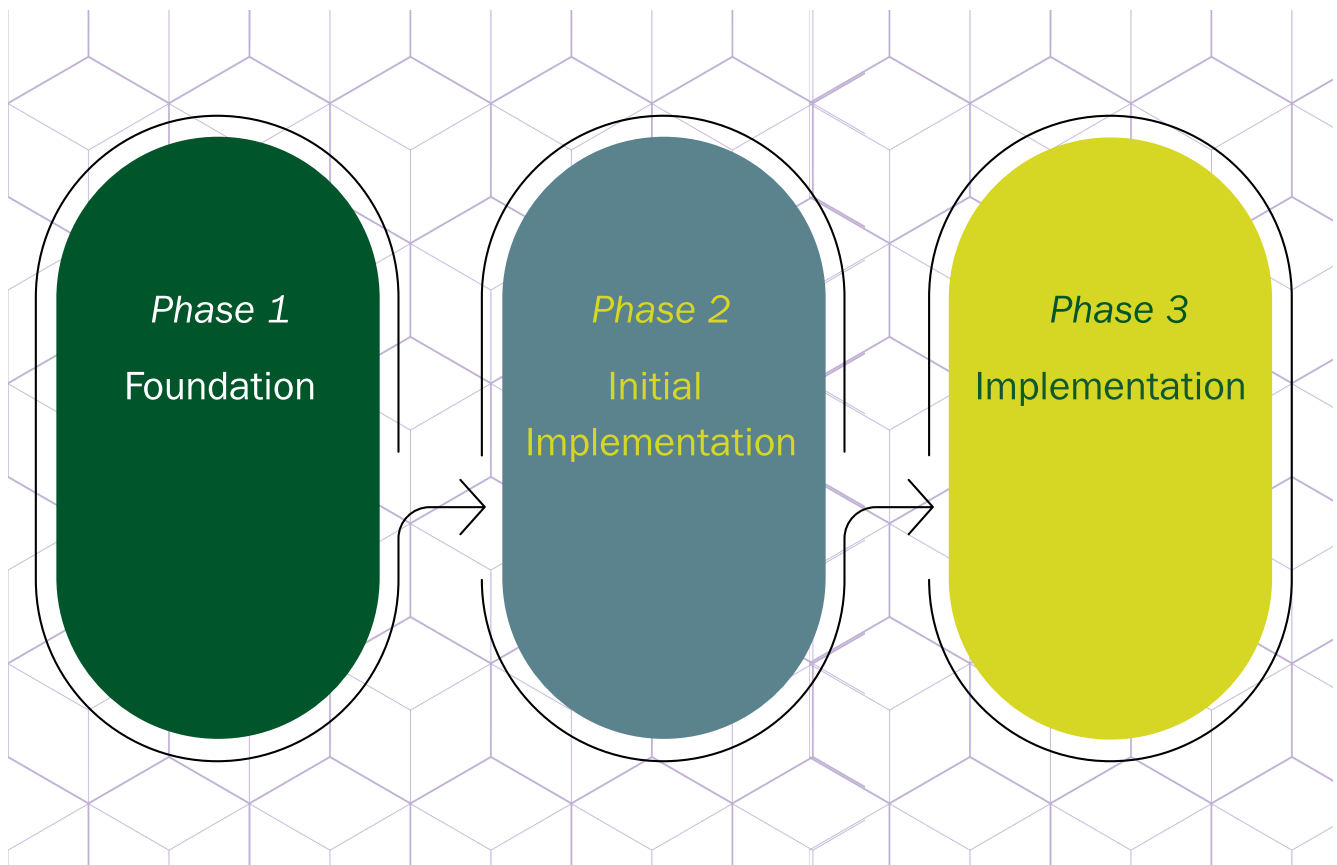 Phase 1
Foundation
Phase 2
Initial
Implementation
Phase 3
Implementation